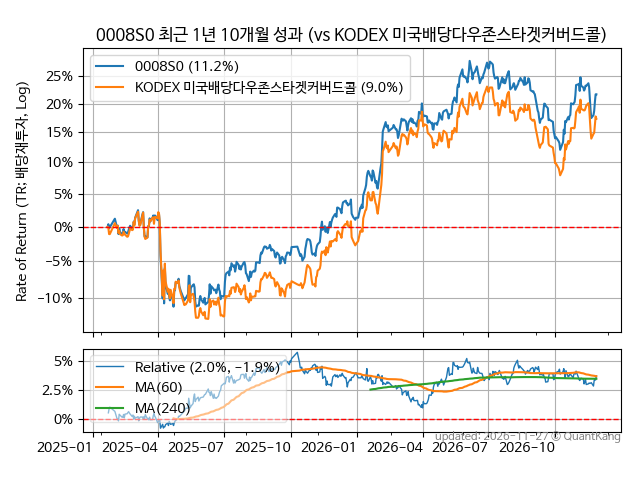 0008S0 최근 1년 10개월 성과 (vs KODEX 미국배당다우존스타겟커버드콜)
Rate of Return (TR: 배당재투자, Log)
0008S0 (11.2%)
KODEX 미국배당다우존스타겟커버드콜 (9.0%)
25%
20%
15%
10%
5%
0%
−5%
−10%
Relative (2.0%, −1.9%)
MA(60)
MA(240)
5%
2.5%
0%
2025-01 2025-04 2025-07 2025-10 2026-01 2026-04 2026-07 2026-10
updated: 2026-11-27 © QuantKang